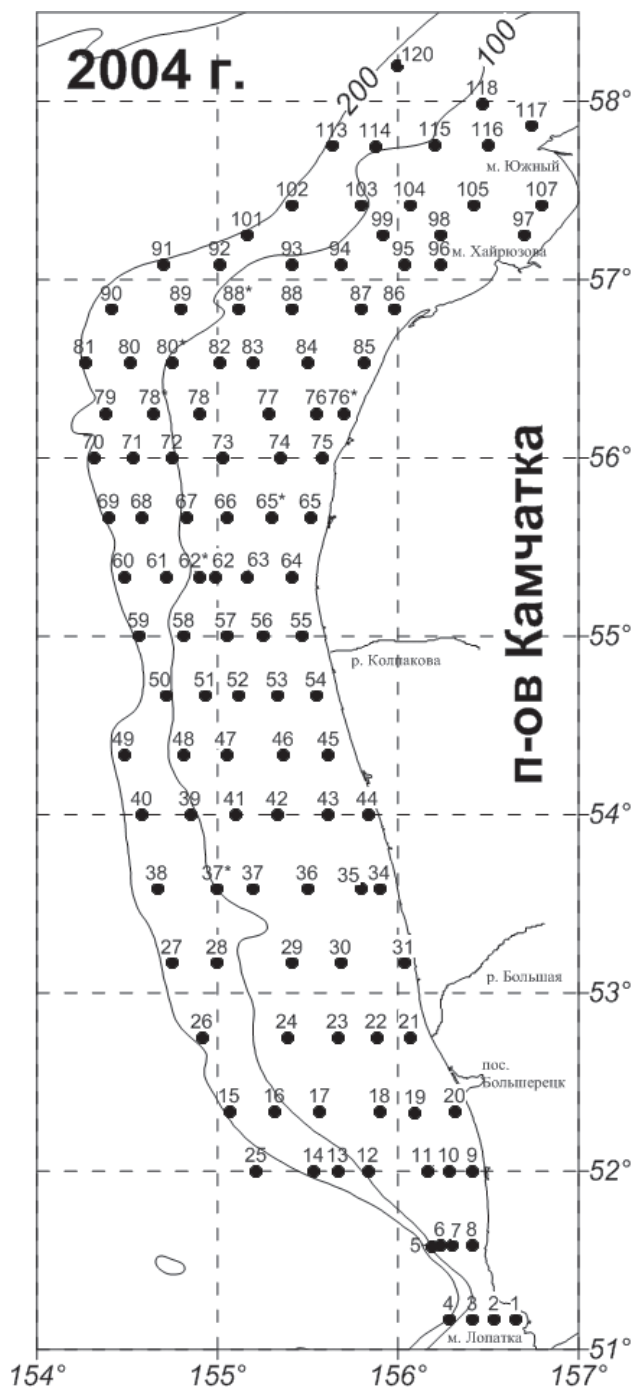 2004 г.
120
200
100
118
117
58°
113 114 115 116
м. Южный
102 103 104 105 107
101 99 98 97
м. Хайрюзова
91 92 93 94 95 96
57°
90 89 88* 88 87 86
81 80 80* 82 83 84 85
79 78* 78 77 76 76*
70 71 72 73 74 75
56°
69 68 67 66 65* 65
60 61 62* 62 63 64
59 58 57 56 55
55°
р. Колпакова
50 51 52 53 54
49 48 47 46 45
40 39 41 42 43 44
54°
п-ов Камчатка
38 37* 37 36 35 34
27 28 29 30 31
р. Большая
53°
26 24 23 22 21
пос.
Большерецк
15 16 17 18 19 20
25 14 13 12 11 10 9
52°
5 6 7 8
4 3 2 1
м. Лопатка
51°
154° 155° 156° 157°